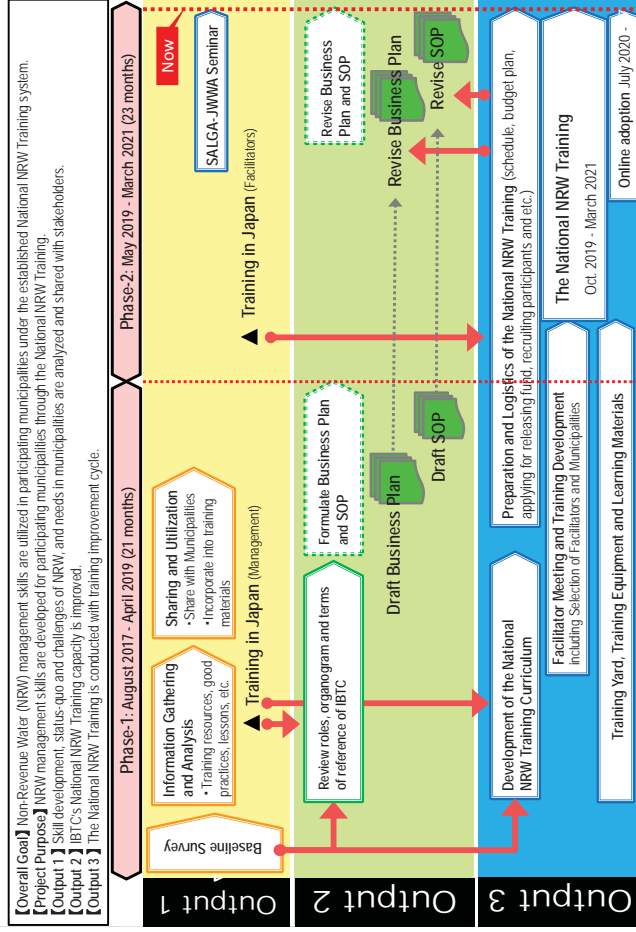 【Overall Goal】Non-Revenue Water (NRW) management skills are utilized in participating municipalities under the established National NRW Training system.
【Project Purpose】NRW management skills are developed for participating municipalities through the National NRW Training.
【Output 1】Skill development, status-quo and challenges of NRW, and needs in municipalities are analyzed and shared with stakeholders.
【Output 2】IBTC's National NRW Training capacity is improved.
【Output 3】The National NRW Training is conducted with training improvement cycle.
Phase-1: August 2017 - April 2019 (21 months)
Phase-2: May 2019 - March 2021 (23 months)
Now
Output 1
Baseline Survey
Information Gathering
and Analysis
・Training resources, good
practices, lessons, etc.
Sharing and Utilization
・Share with Municipalities
・Incorporate into training
materials
SALGA-JWWA Seminar
▲ Training in Japan (Management)
▲ Training in Japan (Facilitators)
Output 2
Review roles, organogram and terms
of reference of IBTC
Formulate Business Plan
and SOP
Revise Business
Plan and SOP
Draft Business Plan
Revise Business Plan
Draft SOP
Revise SOP
Output 3
Development of the National
NRW Training Curriculum
Preparation and Logistics of the National NRW Training (schedule, budget plan,
applying for releasing fund, recruiting participants and etc.)
Facilitator Meeting and Training Development
including Selection of Facilitators and Municipalities
The National NRW Training
Oct. 2019 - March 2021
Training Yard, Training Equipment and Learning Materials
Online adoption July 2020 -